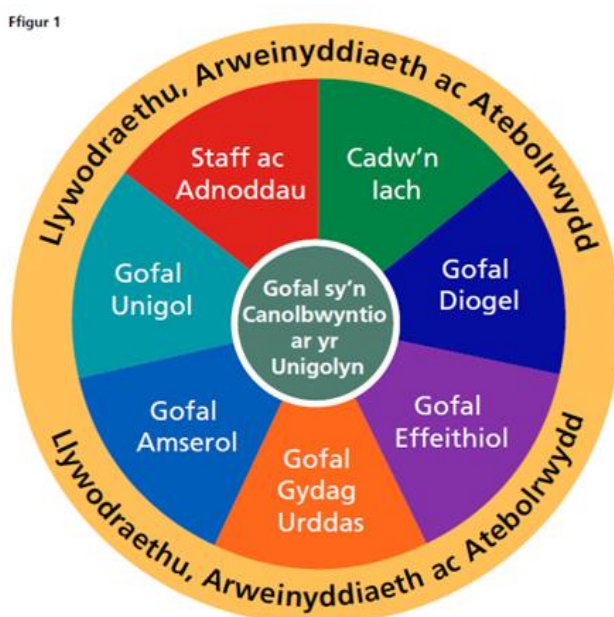 Ffigur 1
Llywodraethu, Arweinyddiaeth ac Atebolrwydd
Staff ac
Adnoddau
Cadw'n
Iach
Gofal
Unigol
Gofal sy'n
Canolbwyntio
ar yr
Unigolyn
Gofal
Diogel
Gofal
Amserol
Gofal
Gydag
Urddas
Gofal
Effeithiol
Llywodraethu, Arweinyddiaeth ac Atebolrwydd